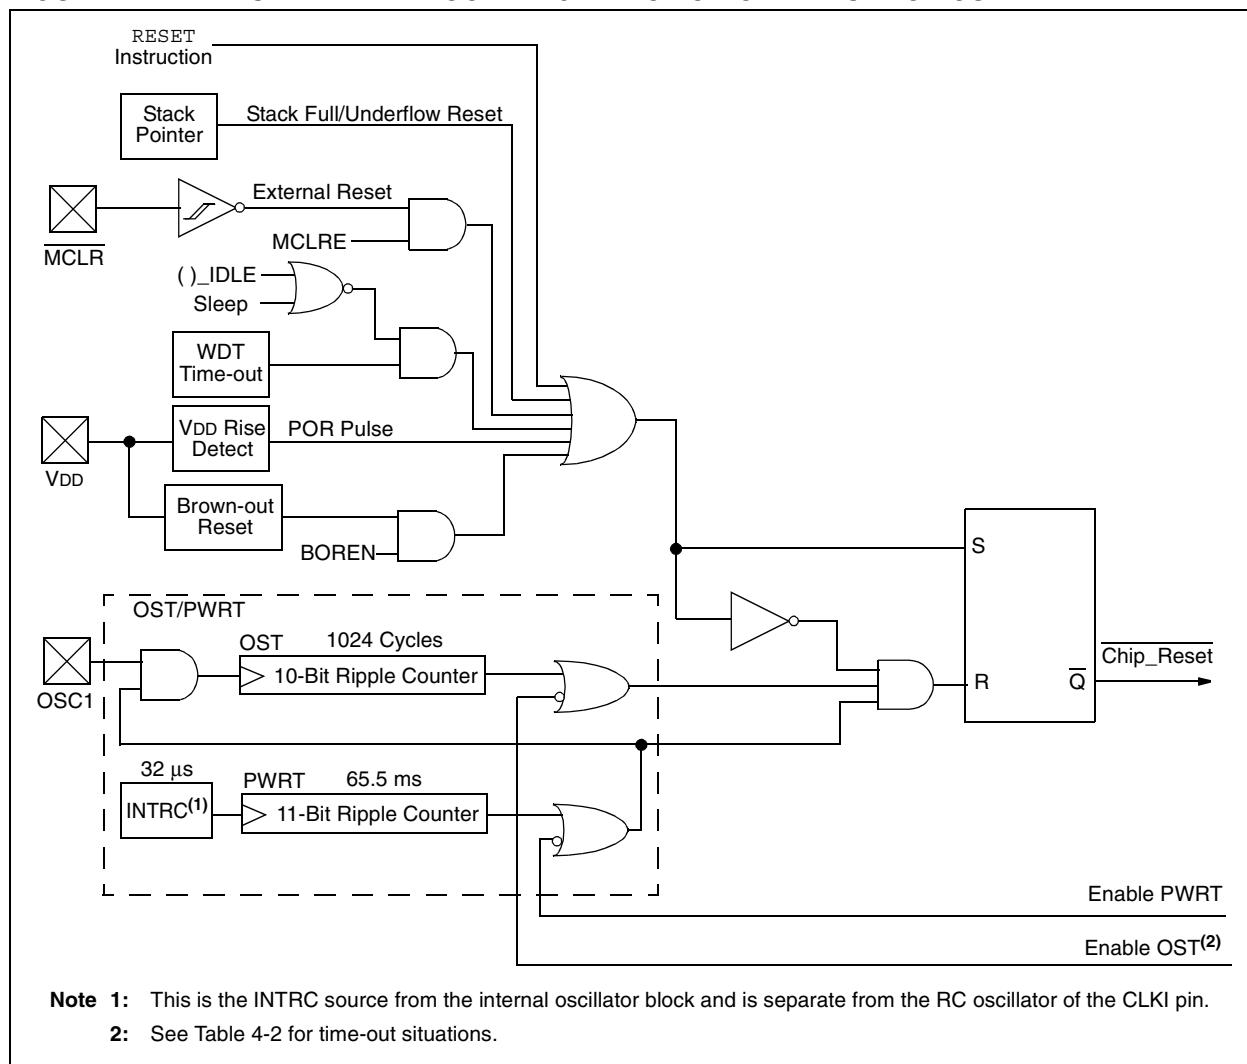 RESET
Instruction
Stack
Pointer
Stack Full/Underflow Reset
External Reset
MCLR
MCLRE
( )_IDLE
Sleep
WDT
Time-out
VDD Rise
Detect
POR Pulse
VDD
Brown-out
Reset
BOREN
S
OST/PWRT
OST
1024 Cycles
10-Bit Ripple Counter
OSC1
Chip_Reset
R
Q
32 μs
PWRT
65.5 ms
INTRC(1)
11-Bit Ripple Counter
Enable PWRT
Enable OST(2)
Note 1: This is the INTRC source from the internal oscillator block and is separate from the RC oscillator of the CLKI pin.
2: See Table 4-2 for time-out situations.